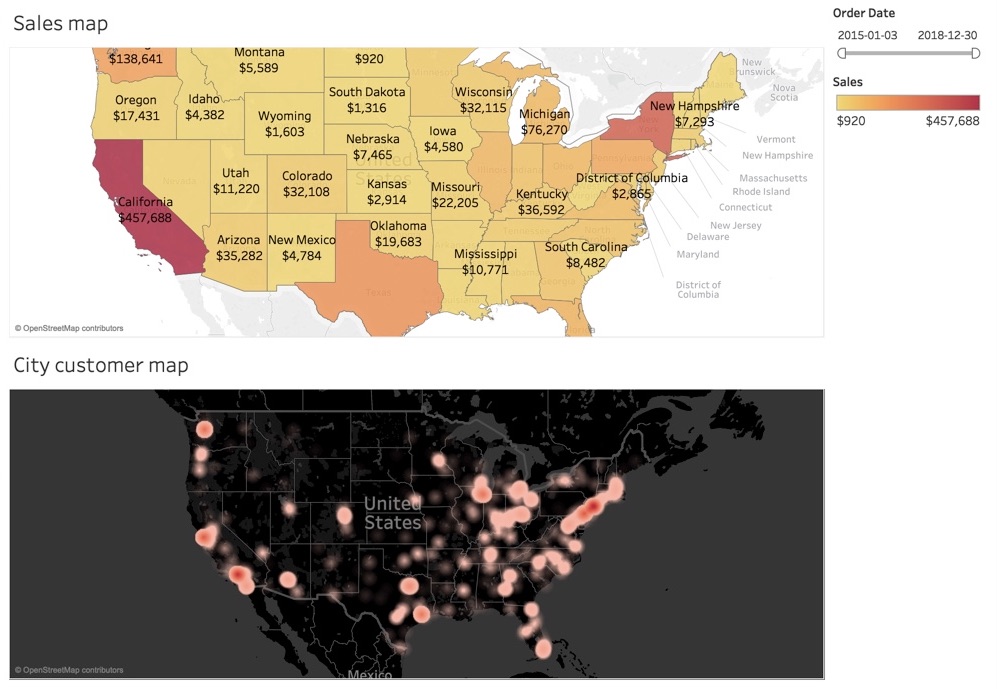 Sales map
$138,641
Montana
$5,589
$920
Oregon
$17,431
Idaho
$4,382
Wyoming
$1,603
South Dakota
$1,316
Nebraska
$7,465
Wisconsin
$32,115
Michigan
$76,270
Iowa
$4,580
New Hampshire
$7,293
New
Brunswick
Nova
Scotia
Vermont
New Hampshire
Massachusetts
Rhode Island
Connecticut
New Jersey
Delaware
Maryland
District of
Columbia
Nevada
Utah
$11,220
Colorado
$32,108
United
States
Kansas
$2,914
Missouri
$22,205
Kentucky
$36,592
District of Columbia
$2,865
California
$457,688
Arizona
$35,282
New Mexico
$4,784
Oklahoma
$19,683
Mississippi
$10,771
South Carolina
$8,482
Texas
© OpenStreetMap contributors
Order Date
2015-01-03 2018-12-30
Sales
$920 $457,688
City customer map
United
States
Mexico
© OpenStreetMap contributors